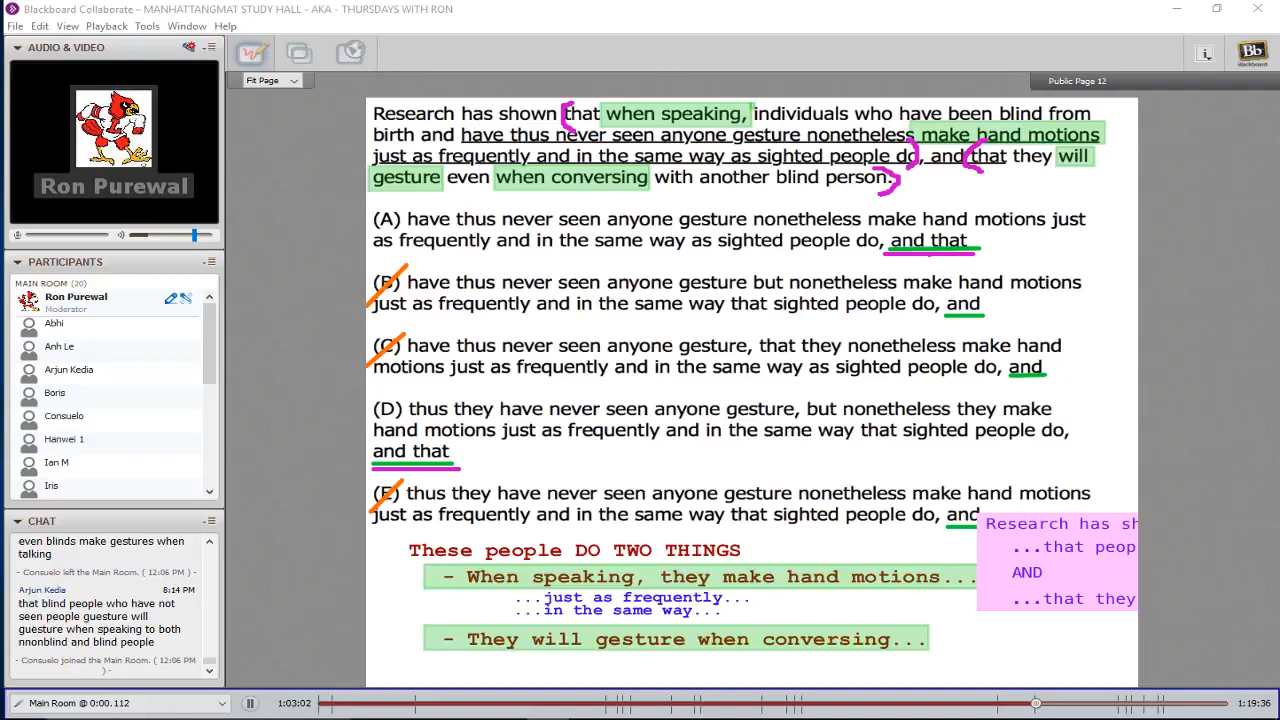 Blackboard Collaborate - MANHATTANGMAT STUDY HALL - AKA - THURSDAYS WITH RON
File Edit View Playback Tools Window Help
AUDIO & VIDEO
Ron Purewal
PARTICIPANTS
MAIN ROOM (20)
Ron Purewal
Moderator
Abhi
Anh Le
Arjun Kedia
Boris
Consuelo
Hanwei 1
Ian M
Iris
CHAT
even blinds make gestures when
talking
- Consuelo left the Main Room. ( 12:06 PM ) -
Arjun Kedia 8:14 PM
that blind people who have not
seen people guesture will
guesture when speaking to both
nnonblind and blind people
- Consuelo joined the Main Room. ( 12:06 PM
) -
Fit Page
Public Page 12
Bb
Blackboard
Research has shown that when speaking, individuals who have been blind from
birth and have thus never seen anyone gesture nonetheless make hand motions
just as frequently and in the same way as sighted people do, and that they will
gesture even when conversing with another blind person.
(A) have thus never seen anyone gesture nonetheless make hand motions just
as frequently and in the same way as sighted people do, and that
(B) have thus never seen anyone gesture but nonetheless make hand motions
just as frequently and in the same way that sighted people do, and
(C) have thus never seen anyone gesture, that they nonetheless make hand
motions just as frequently and in the same way as sighted people do, and
(D) thus they have never seen anyone gesture, but nonetheless they make
hand motions just as frequently and in the same way that sighted people do,
and that
(E) thus they have never seen anyone gesture nonetheless make hand motions
just as frequently and in the same way that sighted people do, and
Research has sh
...that peop
AND
...that they
These people DO TWO THINGS
- When speaking, they make hand motions...
...just as frequently...
...in the same way...
- They will gesture when conversing...
Main Room @ 0.00.112
1:03:02
1:19:36